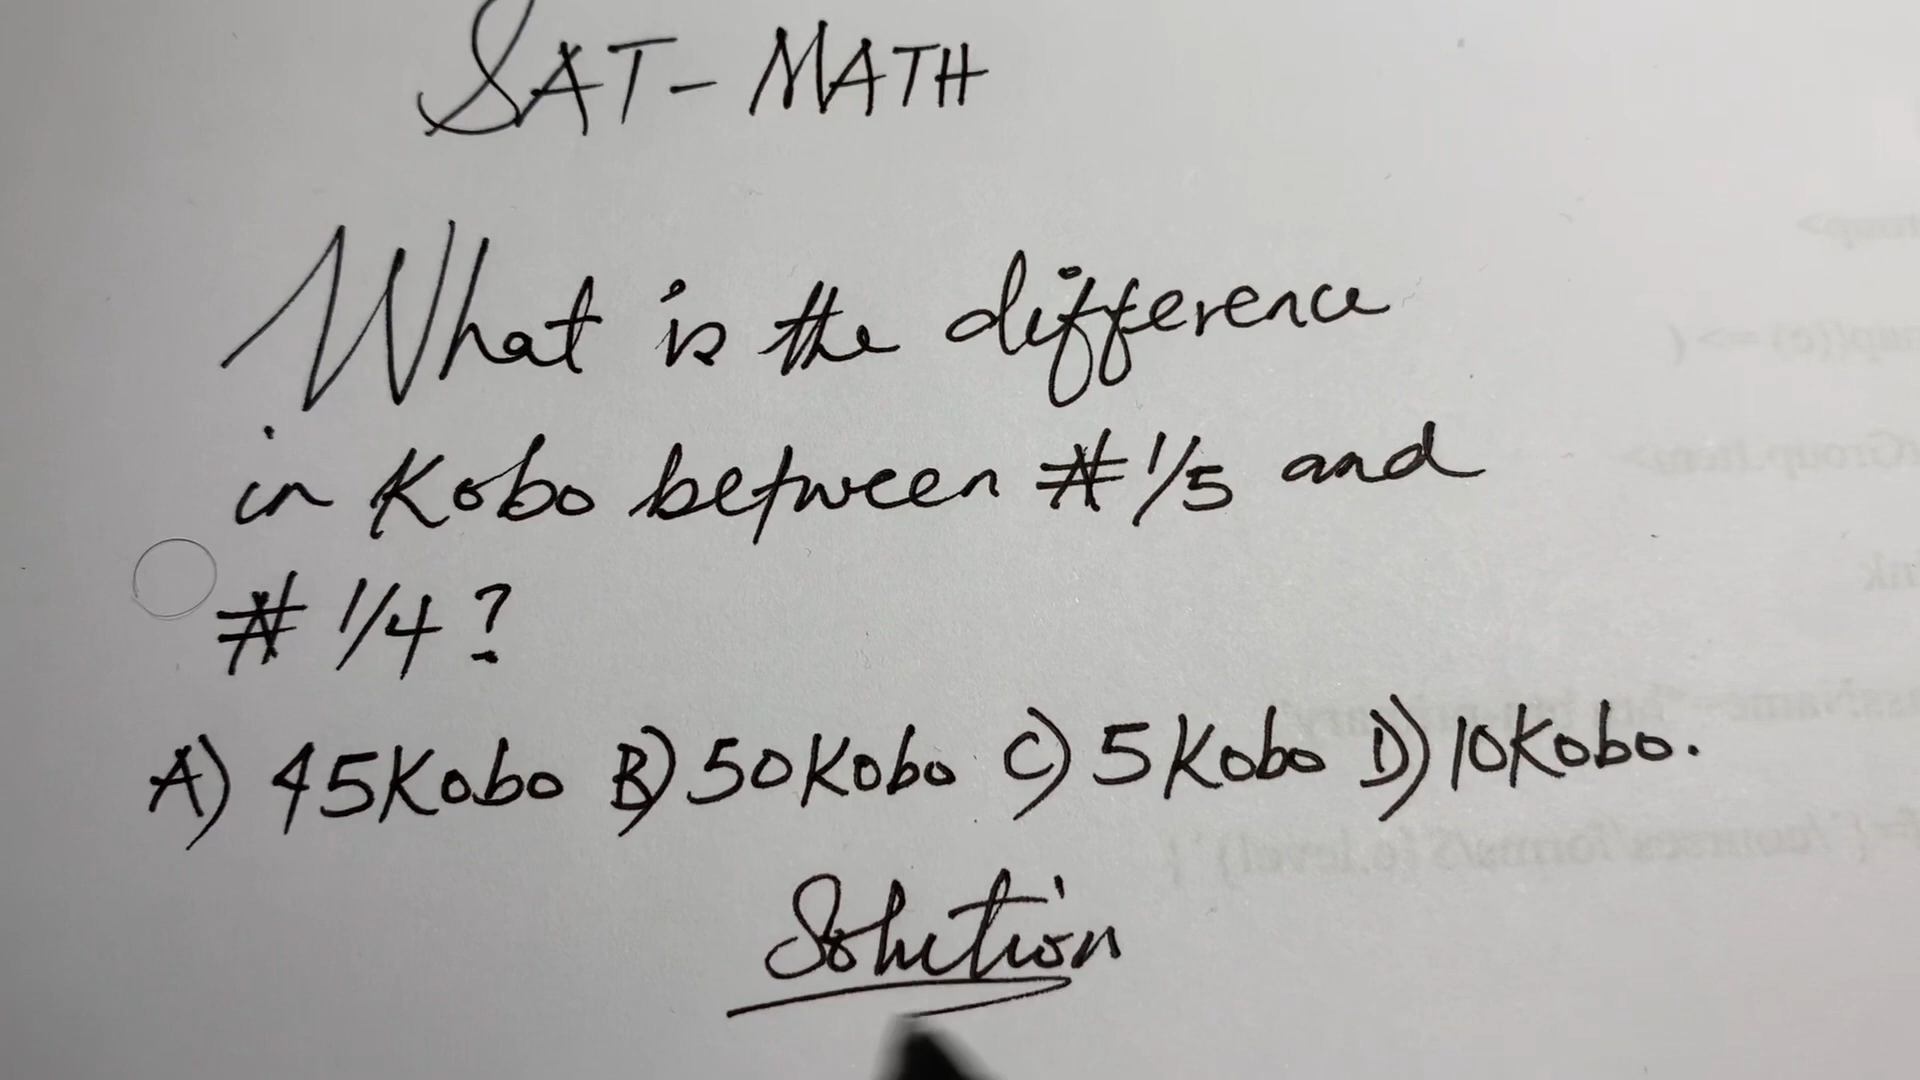 SAT- MATH
What is the difference
in Kobo between ₦ 1/5 and
₦ 1/4?
A) 45Kobo B) 50Kobo C) 5Kobo D) 10Kobo.
Solution